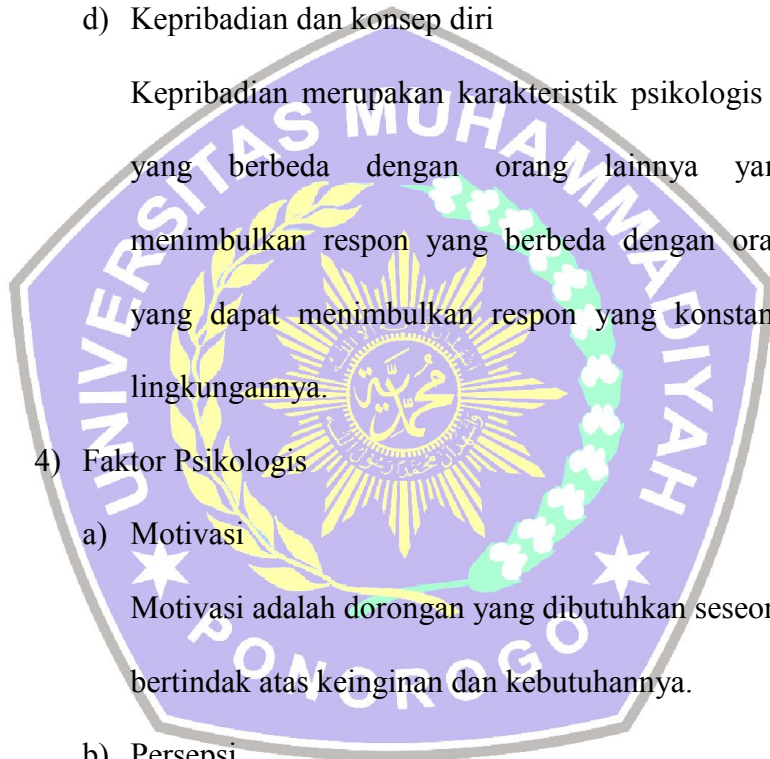 d) Kepribadian dan konsep diri
Kepribadian merupakan karakteristik psikologis
yang berbeda dengan orang lainnya
menimbulkan respon yang berbeda dengan
yang dapat menimbulkan respon yang konstan
lingkungannya.
4) Faktor Psikologis
a) Motivasi
Motivasi adalah dorongan yang dibutuhkan
bertindak atas keinginan dan kebutuhannya.
b) Persepsi
UNIVERSITAS MUHAMMADIYAH
PONOROGO
محمدية